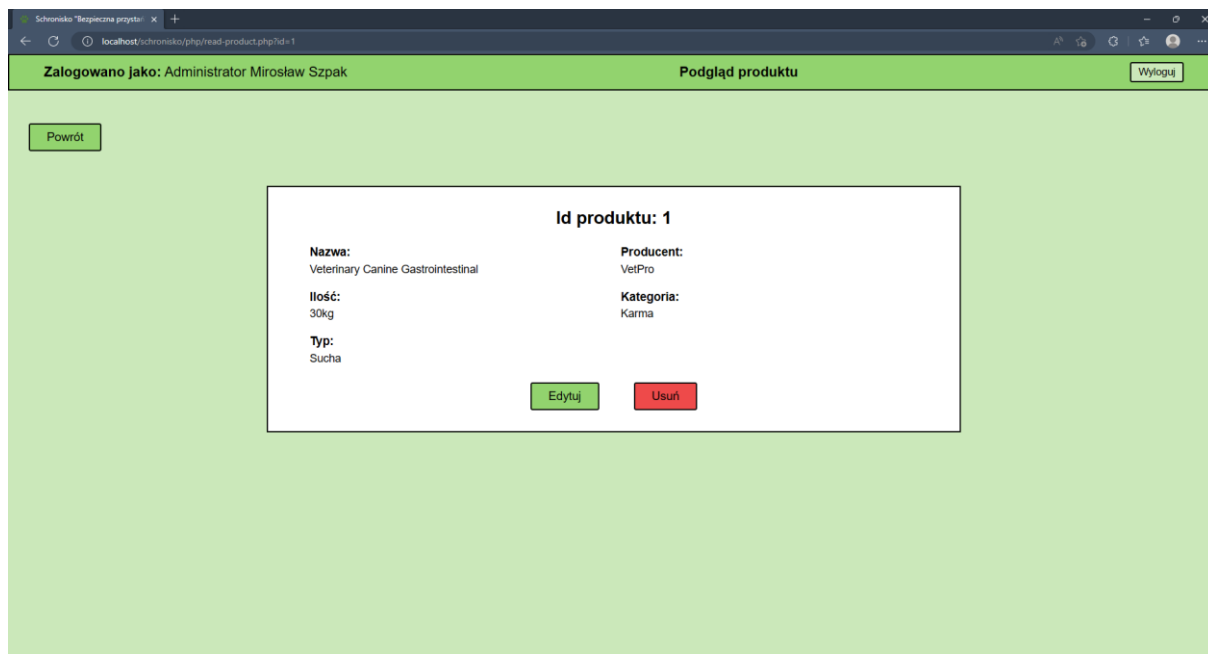 Schronisko "Bezpieczna przystań
localhost/schronisko/php/read-product.php?id=1
Zalogowano jako: Administrator Mirosław Szpak
Podgląd produktu
Wyloguj
Powrót
Id produktu: 1
Nazwa:
Veterinary Canine Gastrointestinal
Producent:
VetPro
Ilość:
30kg
Kategoria:
Karma
Typ:
Sucha
Edytuj
Usuń